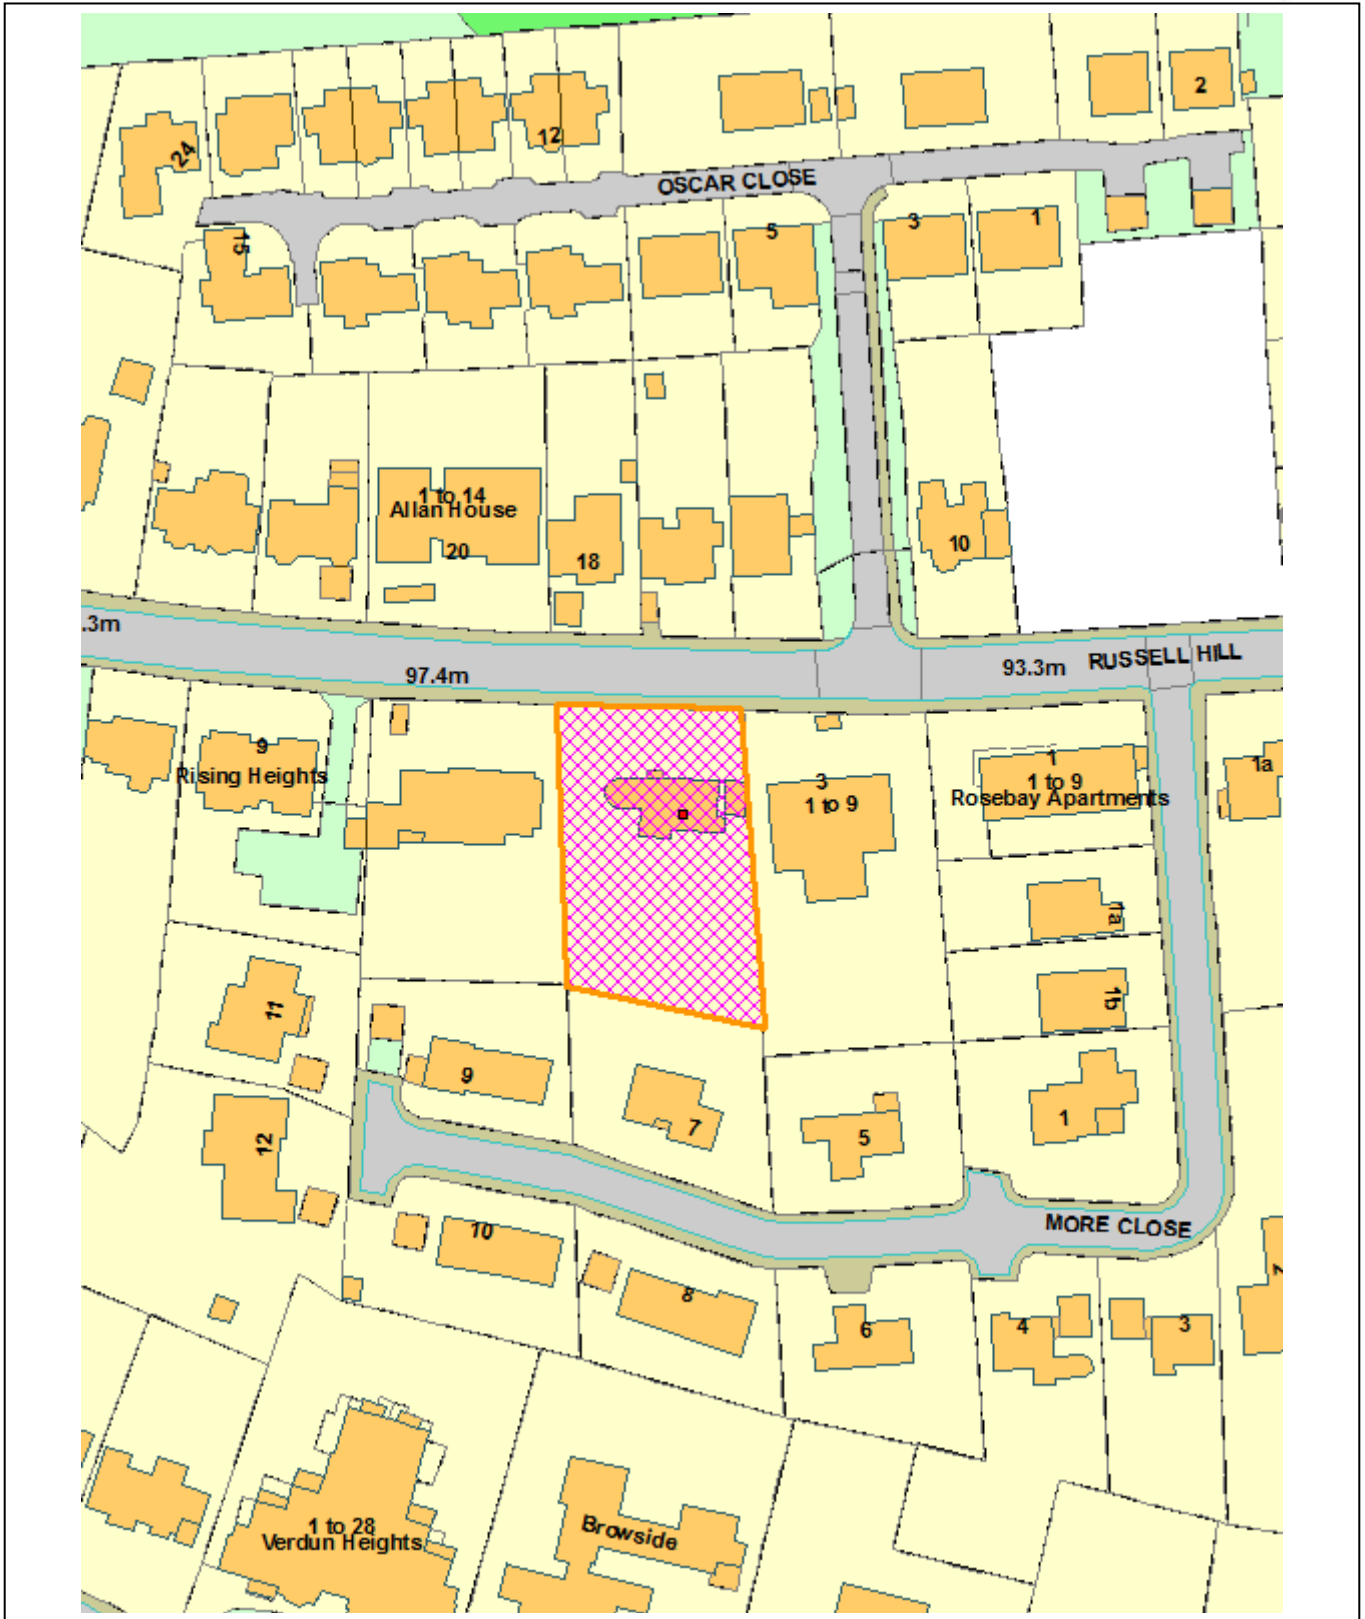 2
24
12
OSCAR CLOSE
15
5
3
1
1 to 14
Allan House
20
18
10
.3m
97.4m
93.3m
RUSSELL HILL
9
Rising Heights
3
1 to 9
1
1 to 9
Rosebay Apartments
1a
1a
1b
11
9
7
5
1
12
MORE CLOSE
10
8
6
4
3
2
1 to 28
Verdun Heights
Browside